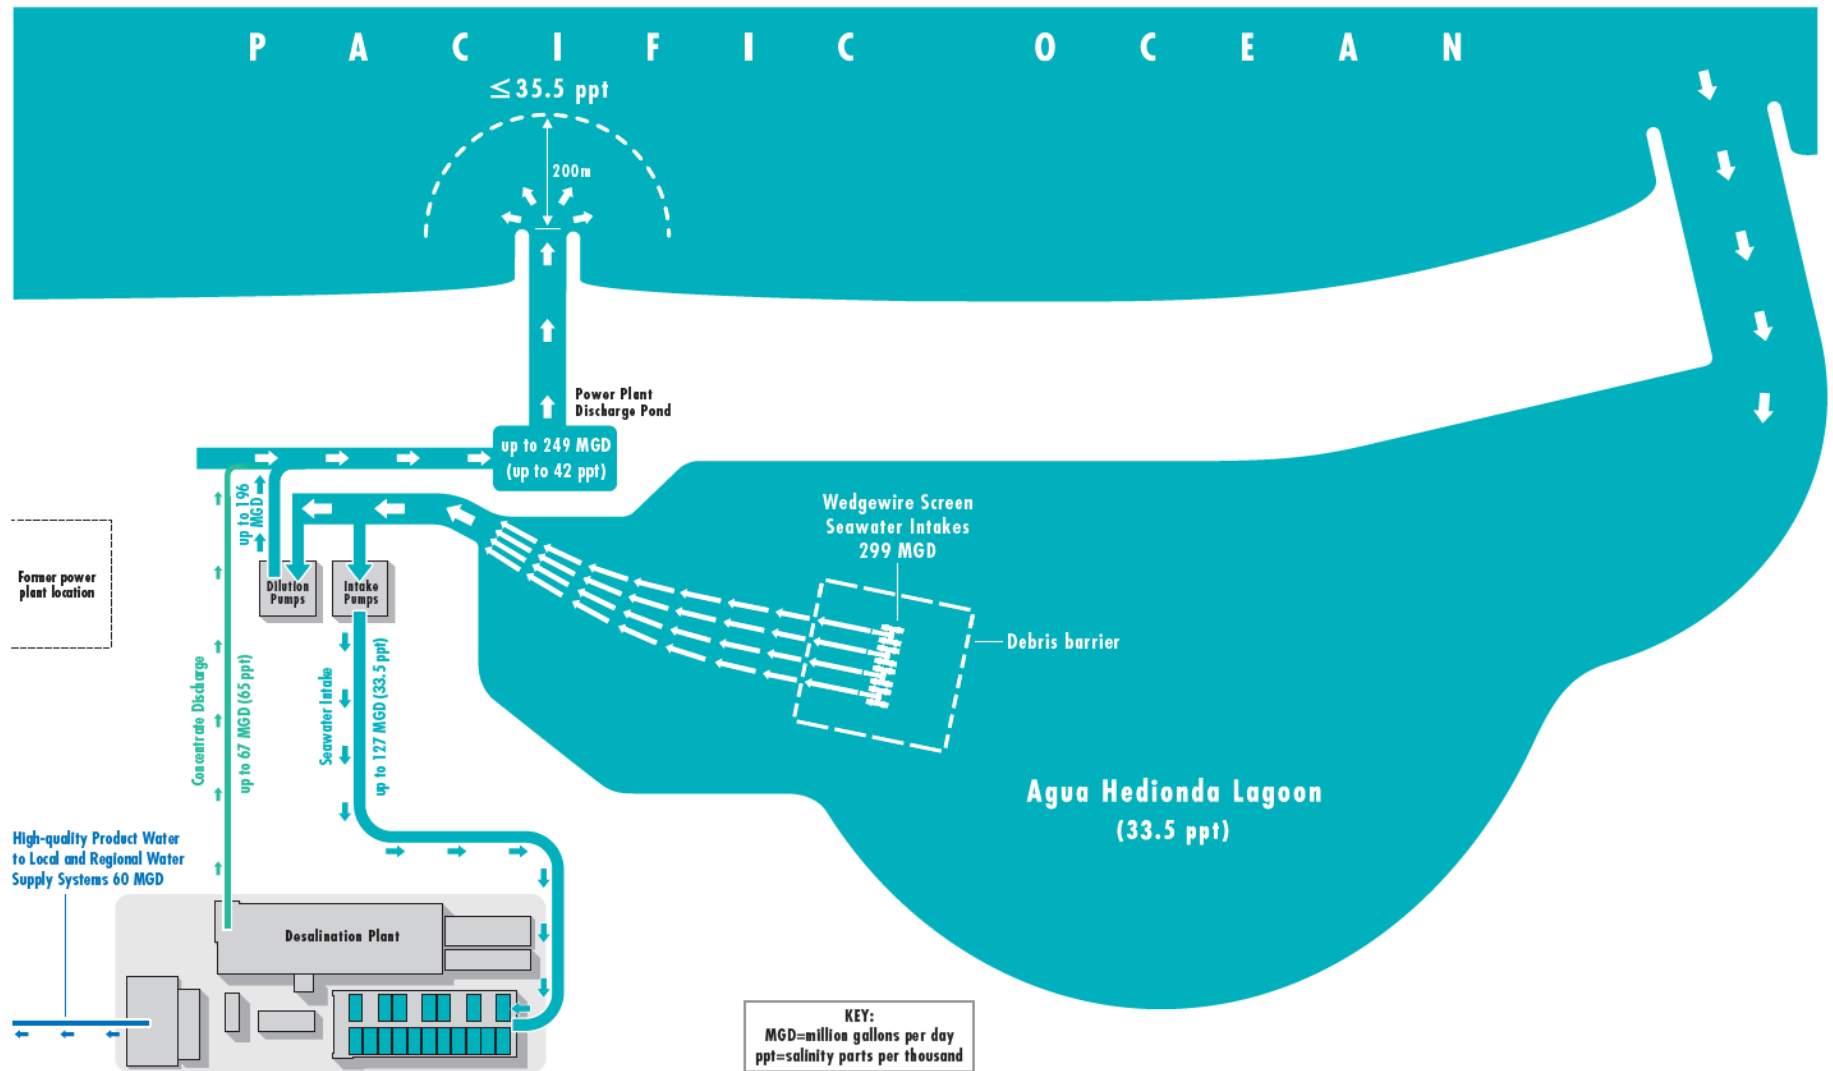 PACIFIC OCEAN
≤35.5 ppt
200m
Power Plant
Discharge Pond
up to 249 MGD
(up to 42 ppt)
up to 196
MGD
Wedgewire Screen
Seawater Intakes
299 MGD
Former power
plant location
Dilution
Pumps
Intake
Pumps
Debris barrier
Concentrate Discharge
up to 67 MGD (65 ppt)
Seawater Intake
up to 127 MGD (33.5 ppt)
Agua Hedionda Lagoon
(33.5 ppt)
High-quality Product Water
to Local and Regional Water
Supply Systems 60 MGD
Desalination Plant
KEY:
MGD=million gallons per day
ppt=salinity parts per thousand